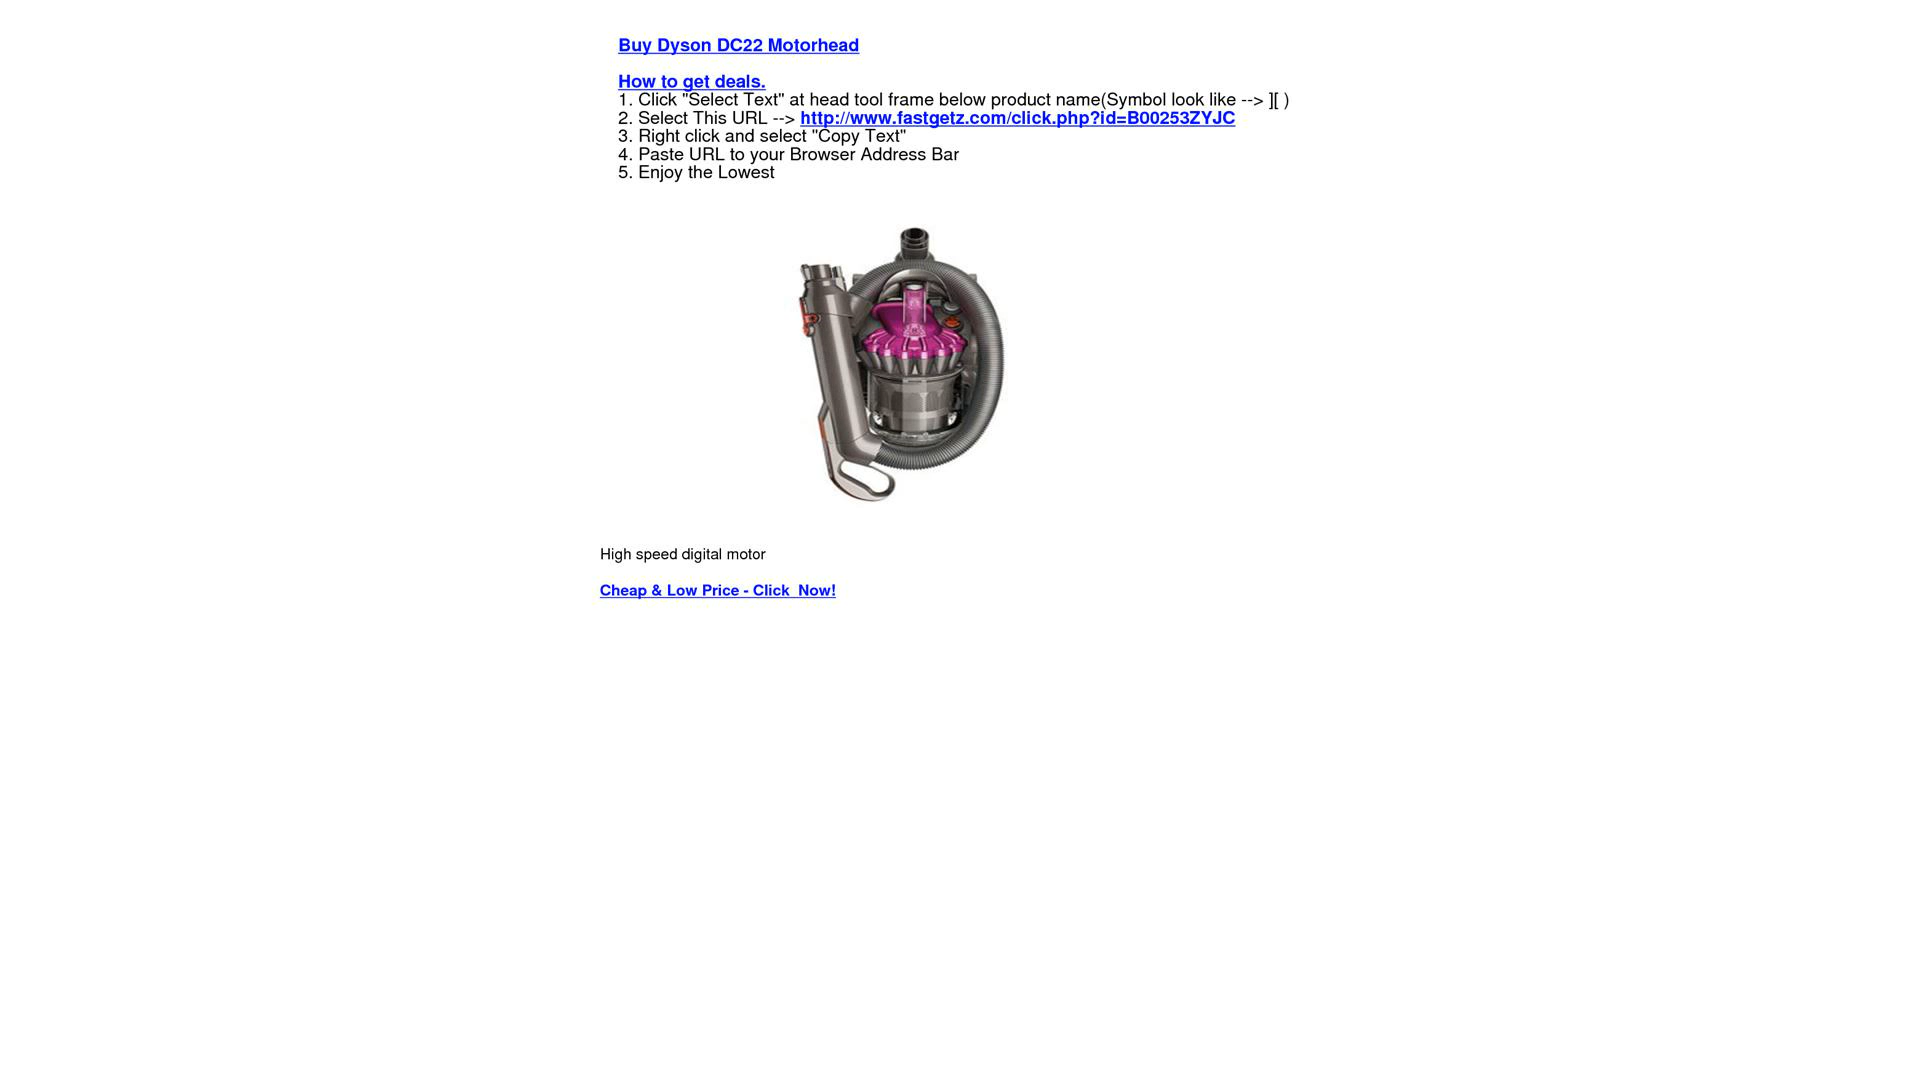 Buy Dyson DC22 Motorhead
How to get deals.
1. Click "Select Text" at head tool frame below product name(Symbol look like --> ][ )
2. Select This URL --> http://www.fastgetz.com/click.php?id=B00253ZYJC
3. Right click and select "Copy Text"
4. Paste URL to your Browser Address Bar
5. Enjoy the Lowest
High speed digital motor
Cheap & Low Price - Click  Now!